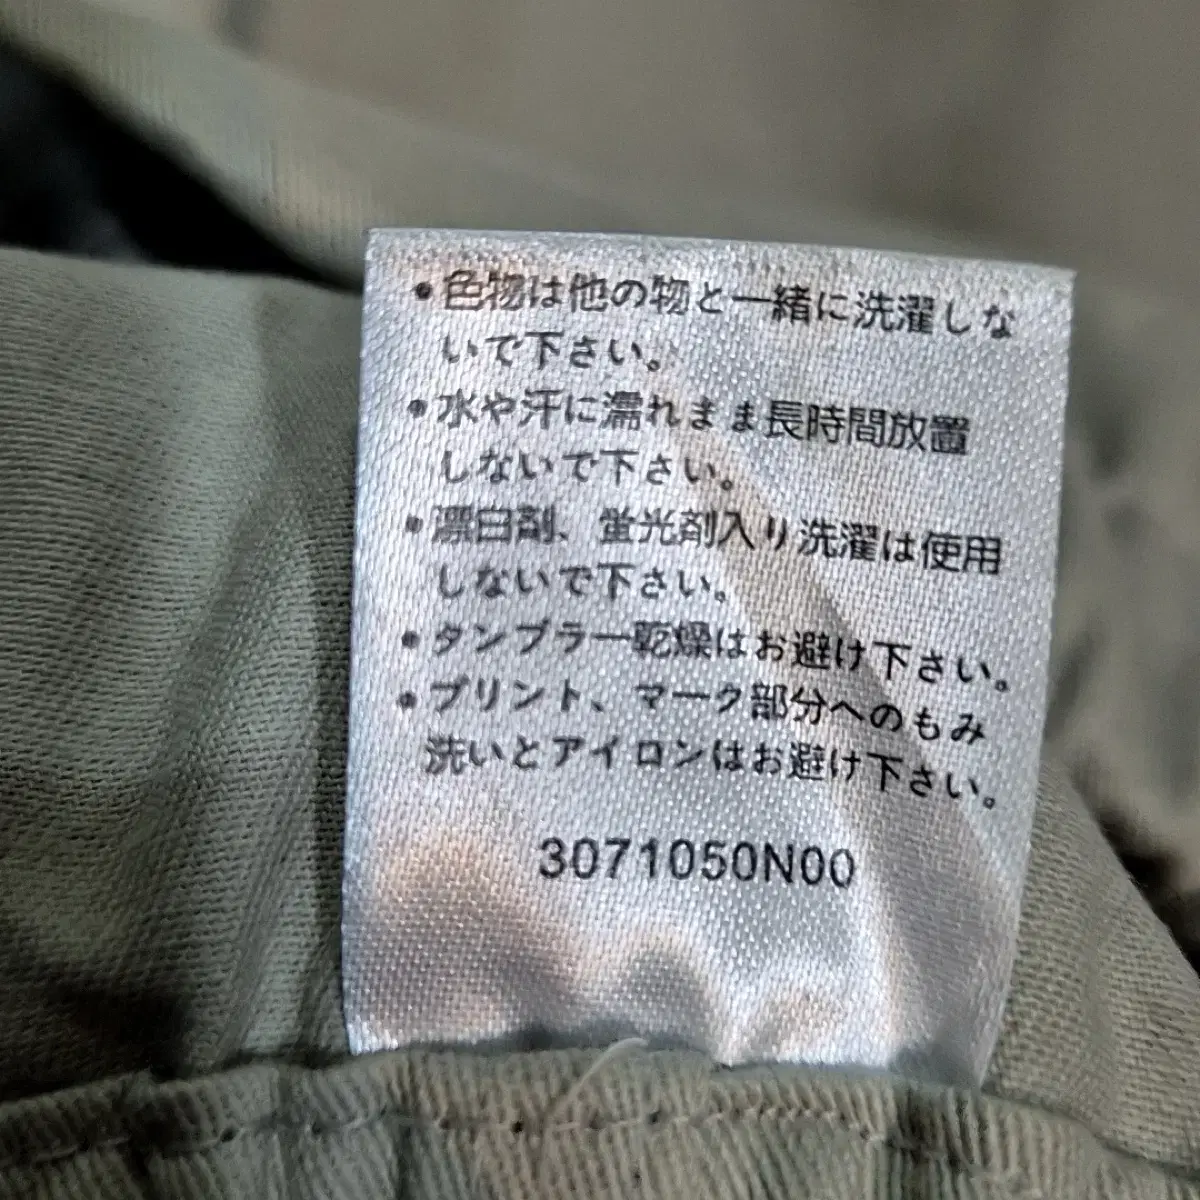 ・色物は他の物と一緒に洗濯しな
いで下さい。
・水や汗に濡れまま長時間放置
しないで下さい。
・漂白剤、蛍光剤入り洗濯は使用
しないで下さい。
・タンブラー乾燥はお避け下さい。
・プリント、マーク部分へのもみ
洗いとアイロンはお避け下さい。
3071050N00